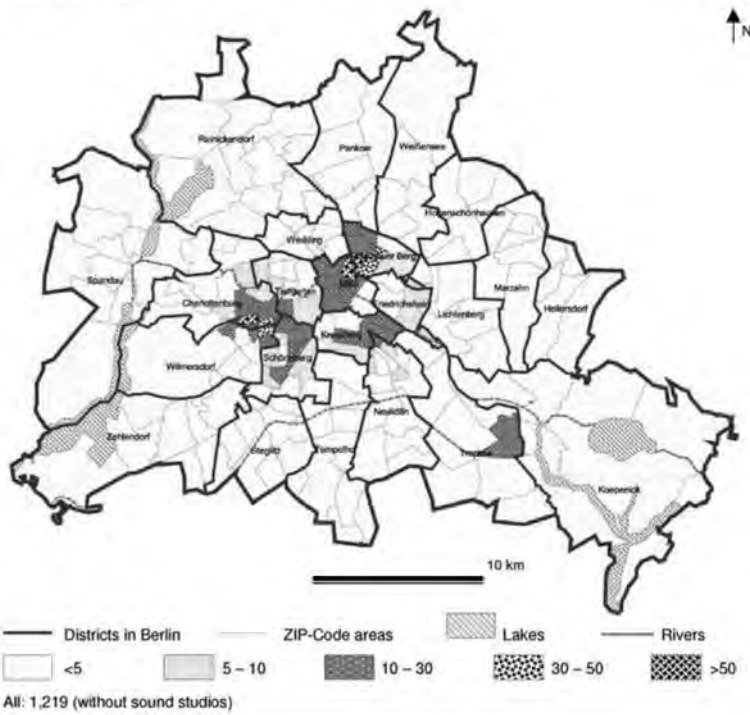 N
Reinickendorf
Pankow
Weißensee
Hohenschönhausen
Wedding
Spandau
Mitte
Marzahn
Hellersdorf
Charlottenburg
Tiergarten
Friedrichshain
Lichtenberg
Kreuzberg
Wilmersdorf
Schöneberg
Neukölln
Zehlendorf
Steglitz
Tempelhof
Treptow
Koepenick
10 km
Districts in Berlin ZIP-Code areas Lakes Rivers
<5 5 – 10 10 – 30 30 – 50 >50
All: 1,219 (without sound studios)